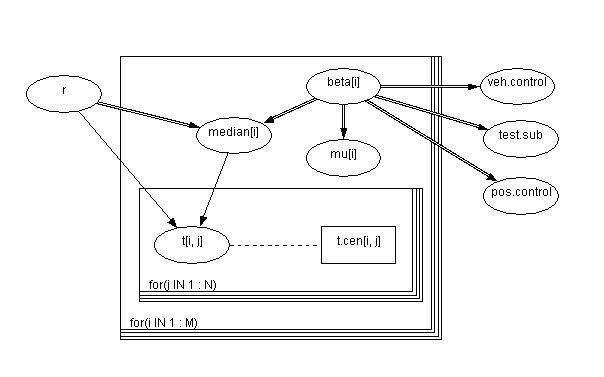 beta[i]
veh.control
r
median[i]
test.sub
mu[i]
pos.control
t[i, j]
t.cen[i, j]
for(j IN 1 : N)
for(i IN 1 : M)